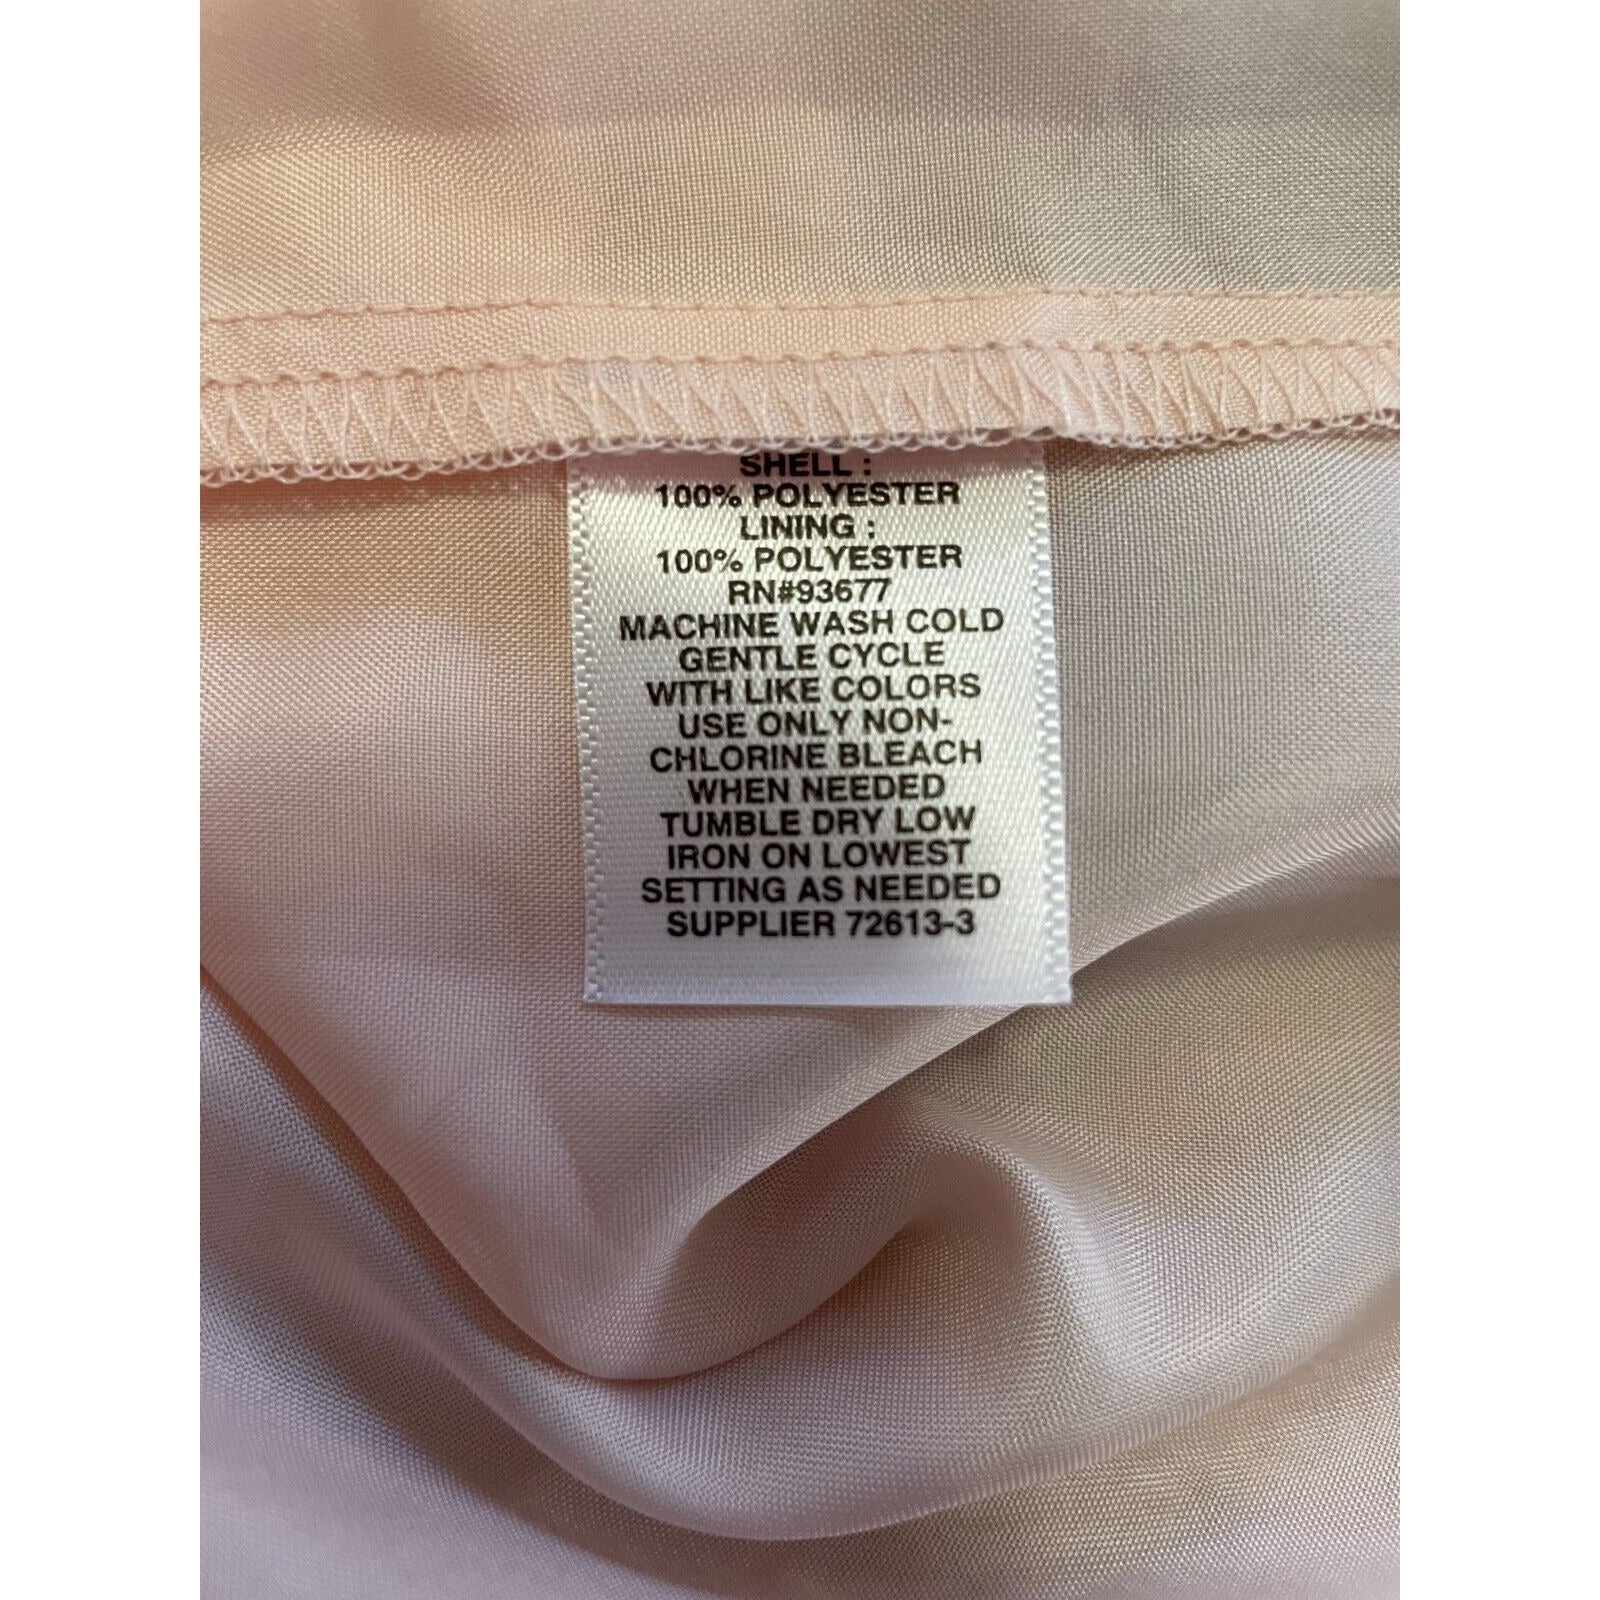 SHELL :
100% POLYESTER
LINING :
100% POLYESTER
RN#93677
MACHINE WASH COLD
GENTLE CYCLE
WITH LIKE COLORS
USE ONLY NON-
CHLORINE BLEACH
WHEN NEEDED
TUMBLE DRY LOW
IRON ON LOWEST
SETTING AS NEEDED
SUPPLIER 72613-3